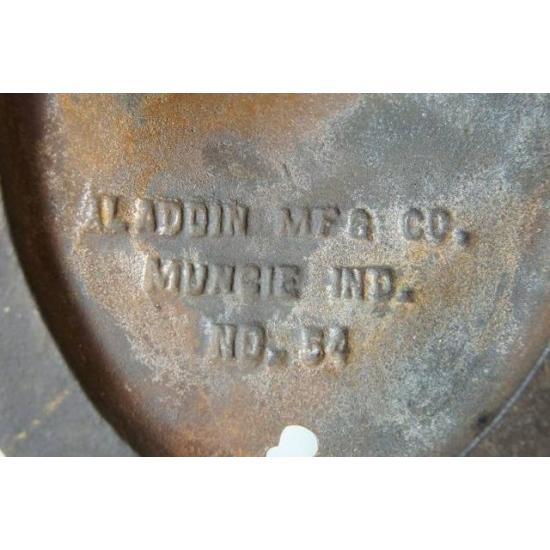 ALADDIN MFG CO.
MUNCIE IND.
NO. 54